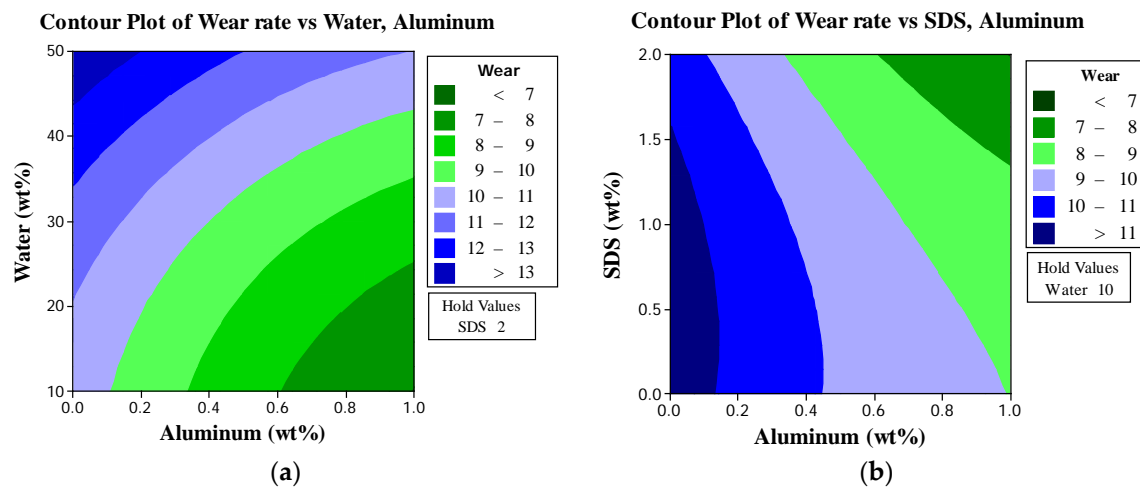 Contour Plot of Wear rate vs Water, Aluminum
Water (wt%)
50
40
30
20
10
0.0 0.2 0.4 0.6 0.8 1.0
Aluminum (wt%)
Wear
< 7
7 – 8
8 – 9
9 – 10
10 – 11
11 – 12
12 – 13
> 13
Hold Values
SDS 2
(a)
Contour Plot of Wear rate vs SDS, Aluminum
SDS (wt%)
2.0
1.5
1.0
0.5
0.0
0.0 0.2 0.4 0.6 0.8 1.0
Aluminum (wt%)
Wear
< 7
7 – 8
8 – 9
9 – 10
10 – 11
> 11
Hold Values
Water 10
(b)